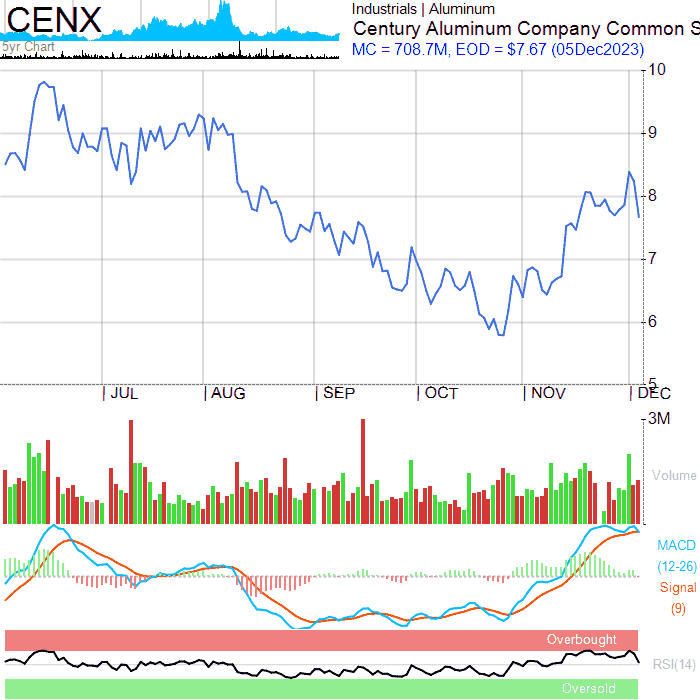 CENX
5yr Chart
Industrials | Aluminum
Century Aluminum Company Common S
MC = 708.7M, EOD = $7.67 (05Dec2023)
10
9
8
7
6
5
JUL AUG SEP OCT NOV DEC
3M
Volume
MACD
(12-26)
Signal
(9)
Overbought
RSI(14)
Oversold